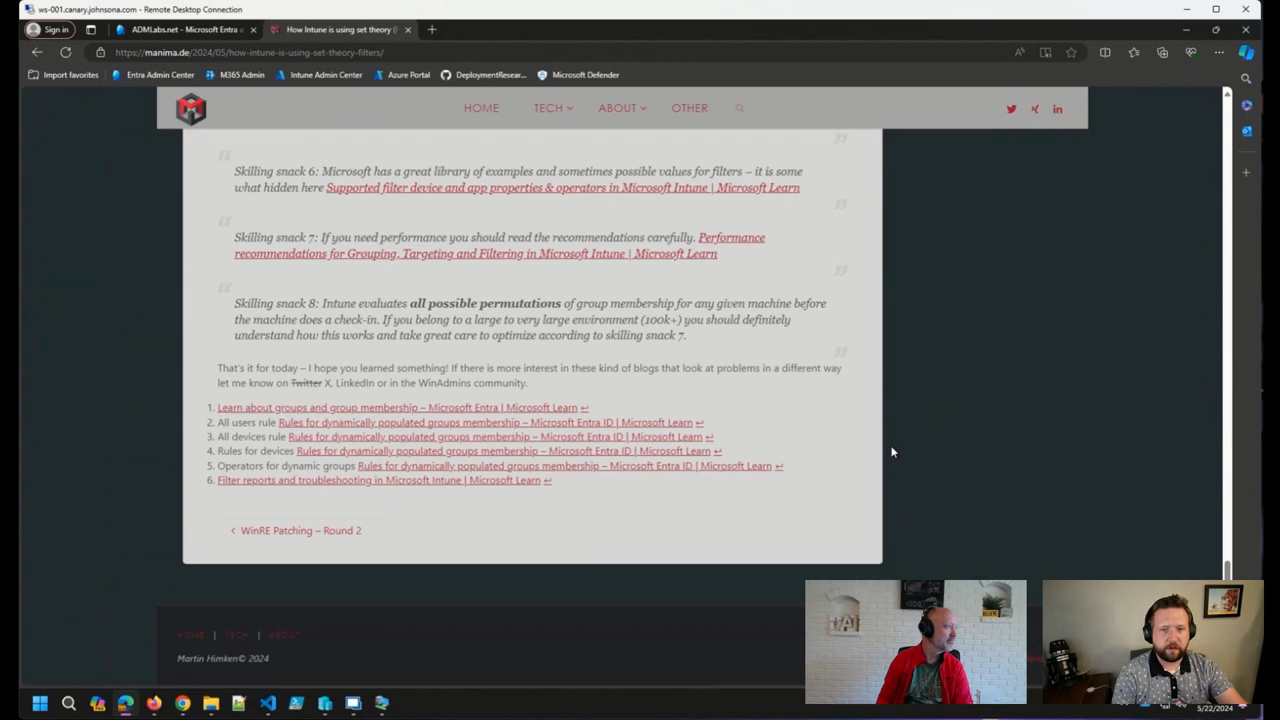 ws-001.canary.johnsona.com - Remote Desktop Connection
Sign in
ADMLabs.net - Microsoft Entra a
How Intune is using set theory (
https://manima.de/2024/05/how-intune-is-using-set-theory-filters/
Import favorites
Entra Admin Center
M365 Admin
Intune Admin Center
Azure Portal
DeploymentResear...
Microsoft Defender
HOME
TECH
ABOUT
OTHER
Skilling snack 6: Microsoft has a great library of examples and sometimes possible values for filters – it is some
what hidden here Supported filter device and app properties & operators in Microsoft Intune | Microsoft Learn
Skilling snack 7: If you need performance you should read the recommendations carefully. Performance
recommendations for Grouping, Targeting and Filtering in Microsoft Intune | Microsoft Learn
Skilling snack 8: Intune evaluates all possible permutations of group membership for any given machine before
the machine does a check-in. If you belong to a large to very large environment (100k+) you should definitely
understand how this works and take great care to optimize according to skilling snack 7.
That's it for today – I hope you learned something! If there is more interest in these kind of blogs that look at problems in a different way
let me know on Twitter X, LinkedIn or in the WinAdmins community.
1. Learn about groups and group membership – Microsoft Entra | Microsoft Learn ↩
2. All users rule Rules for dynamically populated groups membership – Microsoft Entra ID | Microsoft Learn ↩
3. All devices rule Rules for dynamically populated groups membership – Microsoft Entra ID | Microsoft Learn ↩
4. Rules for devices Rules for dynamically populated groups membership – Microsoft Entra ID | Microsoft Learn ↩
5. Operators for dynamic groups Rules for dynamically populated groups membership – Microsoft Entra ID | Microsoft Learn ↩
6. Filter reports and troubleshooting in Microsoft Intune | Microsoft Learn ↩
WinRE Patching – Round 2
HOME | TECH | ABOUT
Martin Himken© 2024
5/22/2024